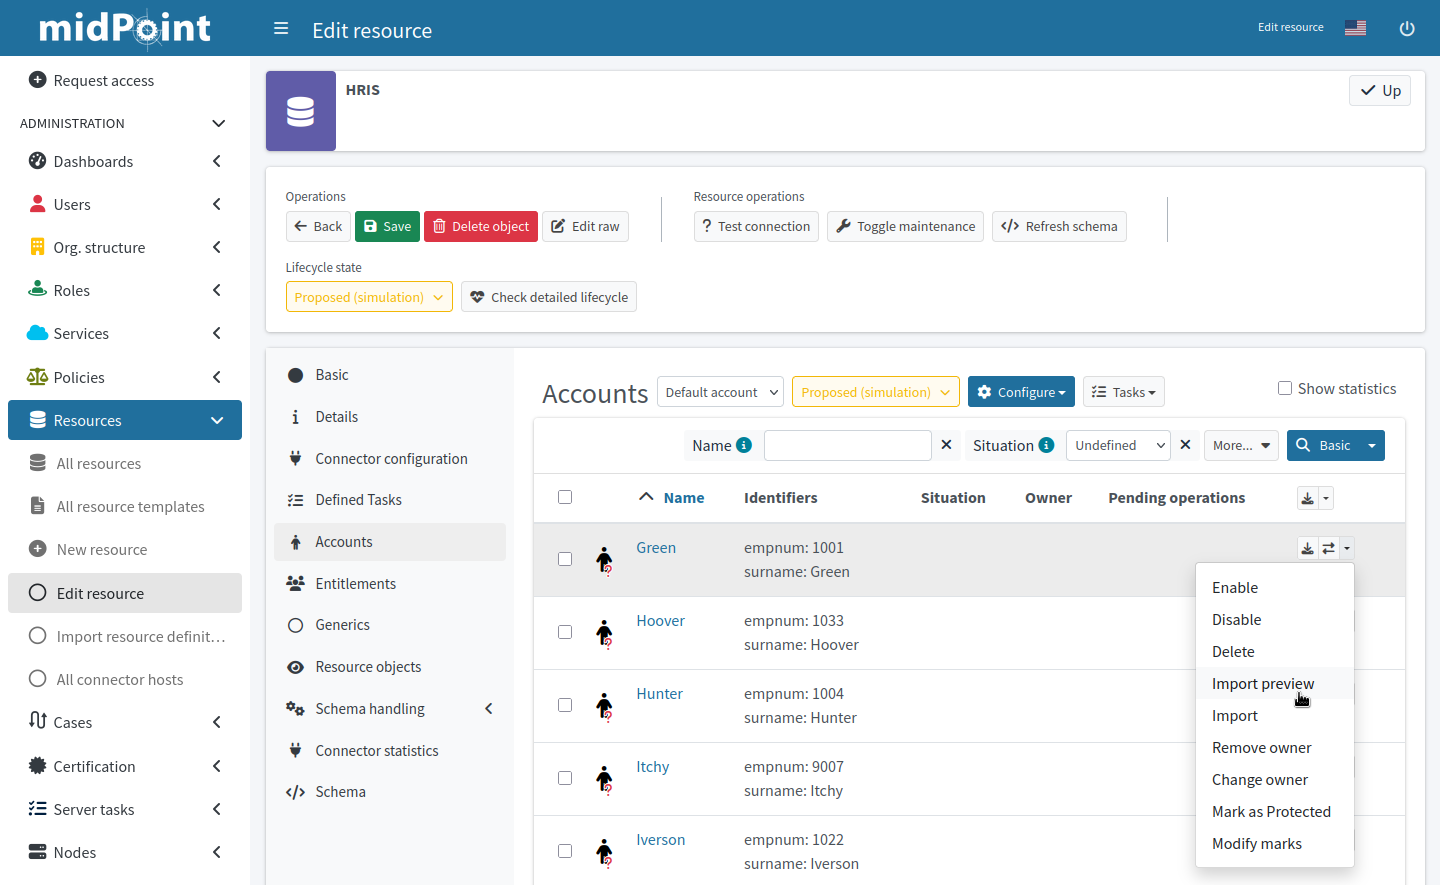 midPoint
Edit resource
Edit resource
Request access
ADMINISTRATION
Dashboards
Users
Org. structure
Roles
Services
Policies
Resources
All resources
All resource templates
New resource
Edit resource
Import resource definit...
All connector hosts
Cases
Certification
Server tasks
Nodes
HRIS
Up
Operations
Back Save Delete object Edit raw
Resource operations
Test connection Toggle maintenance Refresh schema
Lifecycle state
Proposed (simulation) Check detailed lifecycle
Basic
Details
Connector configuration
Defined Tasks
Accounts
Entitlements
Generics
Resource objects
Schema handling
Connector statistics
Schema
Accounts Default account Proposed (simulation) Configure Tasks Show statistics
Name Situation Undefined More... Basic
Name Identifiers Situation Owner Pending operations
Green empnum: 1001
surname: Green
Hoover empnum: 1033
surname: Hoover
Hunter empnum: 1004
surname: Hunter
Itchy empnum: 9007
surname: Itchy
Iverson empnum: 1022
surname: Iverson
Enable
Disable
Delete
Import preview
Import
Remove owner
Change owner
Mark as Protected
Modify marks